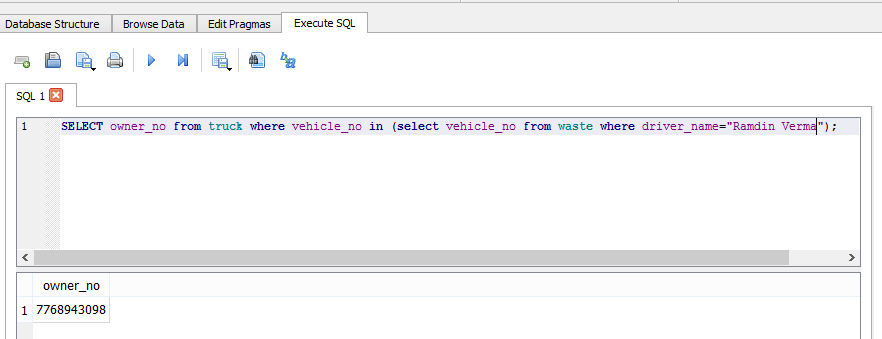 Database Structure Browse Data Edit Pragmas Execute SQL
SQL 1
1 SELECT owner_no from truck where vehicle_no in (select vehicle_no from waste where driver_name="Ramdin Verma");
owner_no
1 7768943098